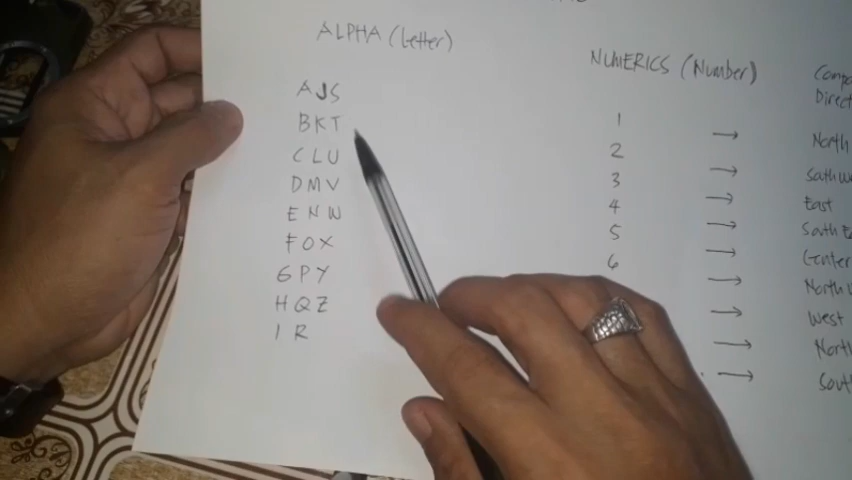 ALPHA (Letter)
AJS
BKT
CLU
DMV
ENW
FOX
GPY
HQZ
IR
NUMERICS (Number)
1 →
2 →
3 →
4 →
5 →
6 →
→
→
→
North
East
West